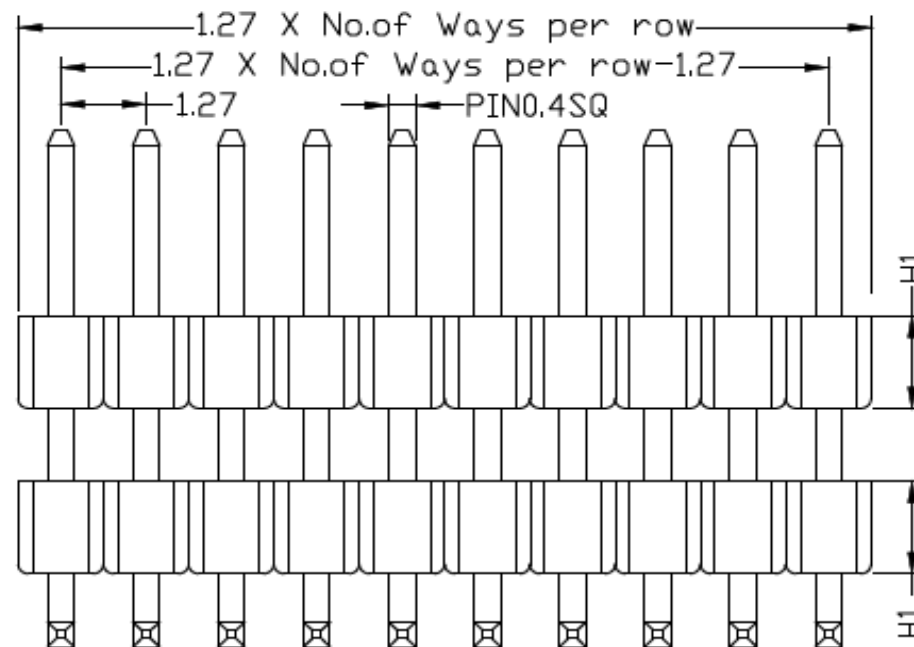 1.27 X No.of Ways per row
1.27 X No.of Ways per row-1.27
1.27
PIN0.4SQ
H1
H1